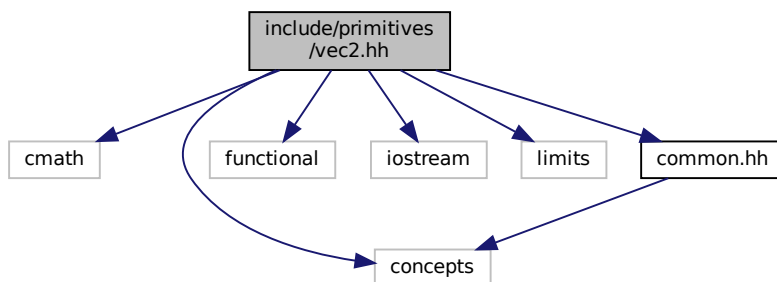 include/primitives
/vec2.hh
cmath
functional
iostream
limits
common.hh
concepts